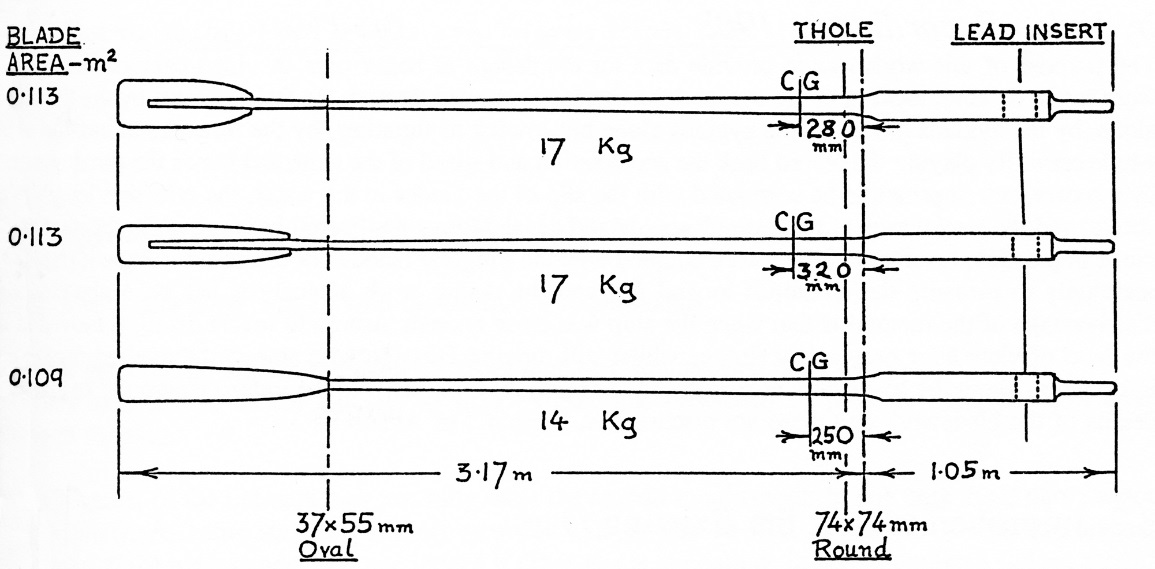 BLADE AREA-m²
THOLE
LEAD INSERT
0·113
CG
280 mm
17 Kg
0·113
CG
320 mm
17 Kg
0·109
CG
250 mm
14 Kg
3·17m
1·05m
37×55mm
Oval
74×74mm
Round